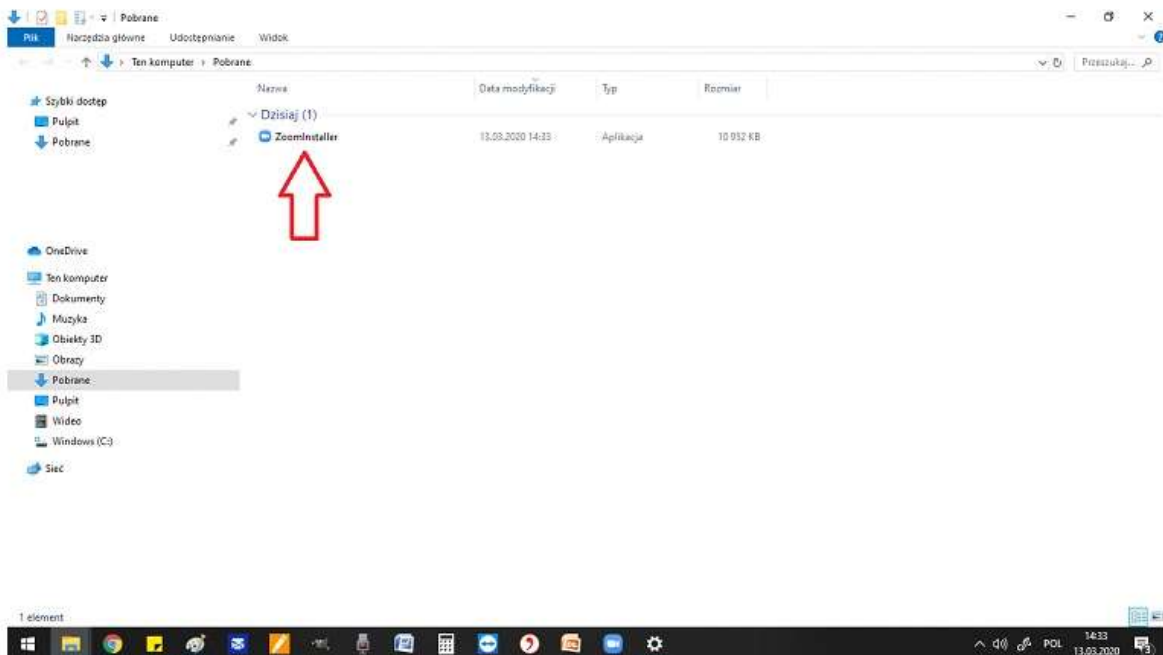 Pobrane
Plik Narzędzia główne Udostępnianie Widok
Ten komputer Pobrane
Przeszukaj...
Nazwa Data modyfikacji Typ Rozmiar
Szybki dostęp
Pulpit
Pobrane
Dzisiaj (1)
ZoomInstaller 13.03.2020 14:33 Aplikacja 10 932 KB
OneDrive
Ten komputer
Dokumenty
Muzyka
Obiekty 3D
Obrazy
Pobrane
Pulpit
Wideo
Windows (C:)
Sieć
1 element
POL
14:33
13.03.2020